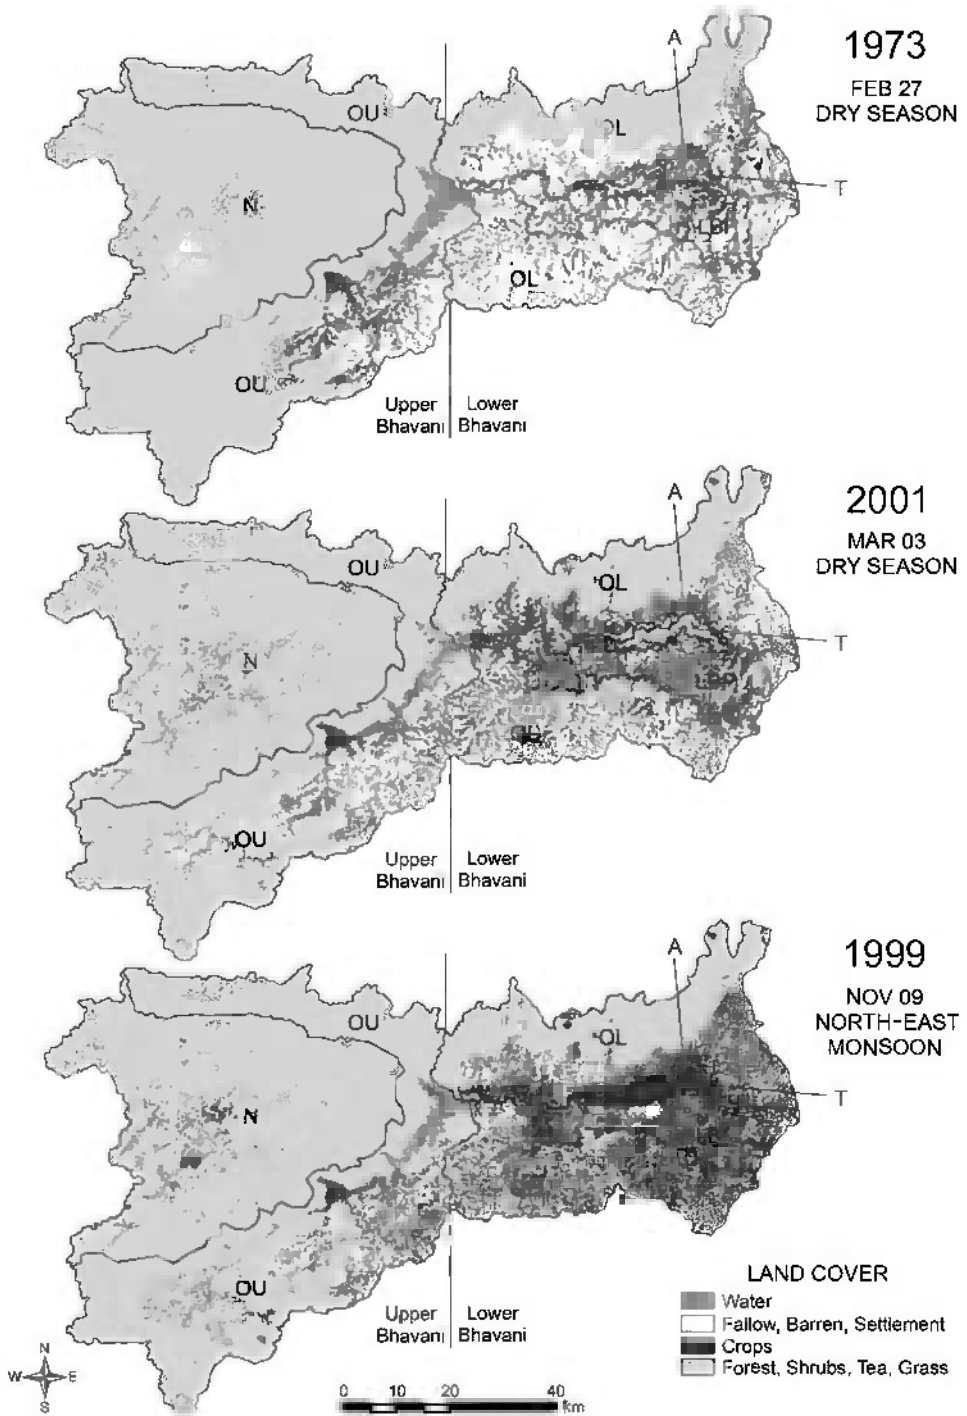 1973
FEB 27
DRY SEASON
A
OU
OL
T
N
LBP
OL
OU
Upper Bhavani
Lower Bhavani
2001
MAR 03
DRY SEASON
A
OU
OL
T
N
OU
Upper Bhavani
Lower Bhavani
1999
NOV 09
NORTH-EAST
MONSOON
A
OU
OL
T
N
OU
Upper Bhavani
Lower Bhavani
LAND COVER
Water
Fallow, Barren, Settlement
Crops
Forest, Shrubs, Tea, Grass
N
W E
S
0 10 20 40
km